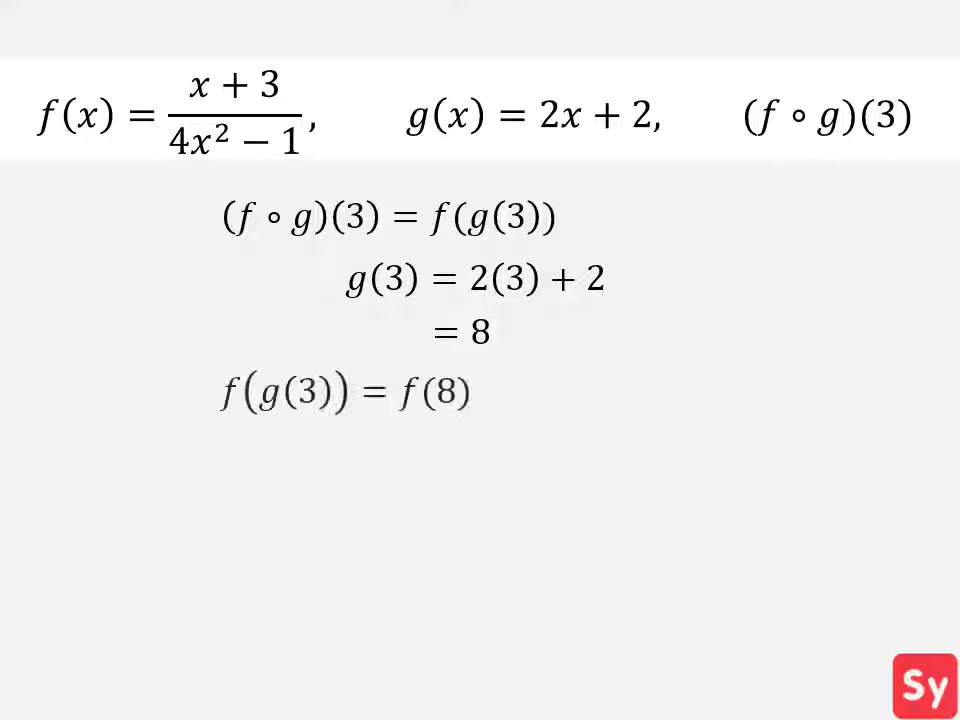 f(x) = x + 3 / 4x² − 1, g(x) = 2x + 2, (f ∘ g)(3)
(f ∘ g)(3) = f(g(3))
g(3) = 2(3) + 2
= 8
f(g(3)) = f(8)
Sy